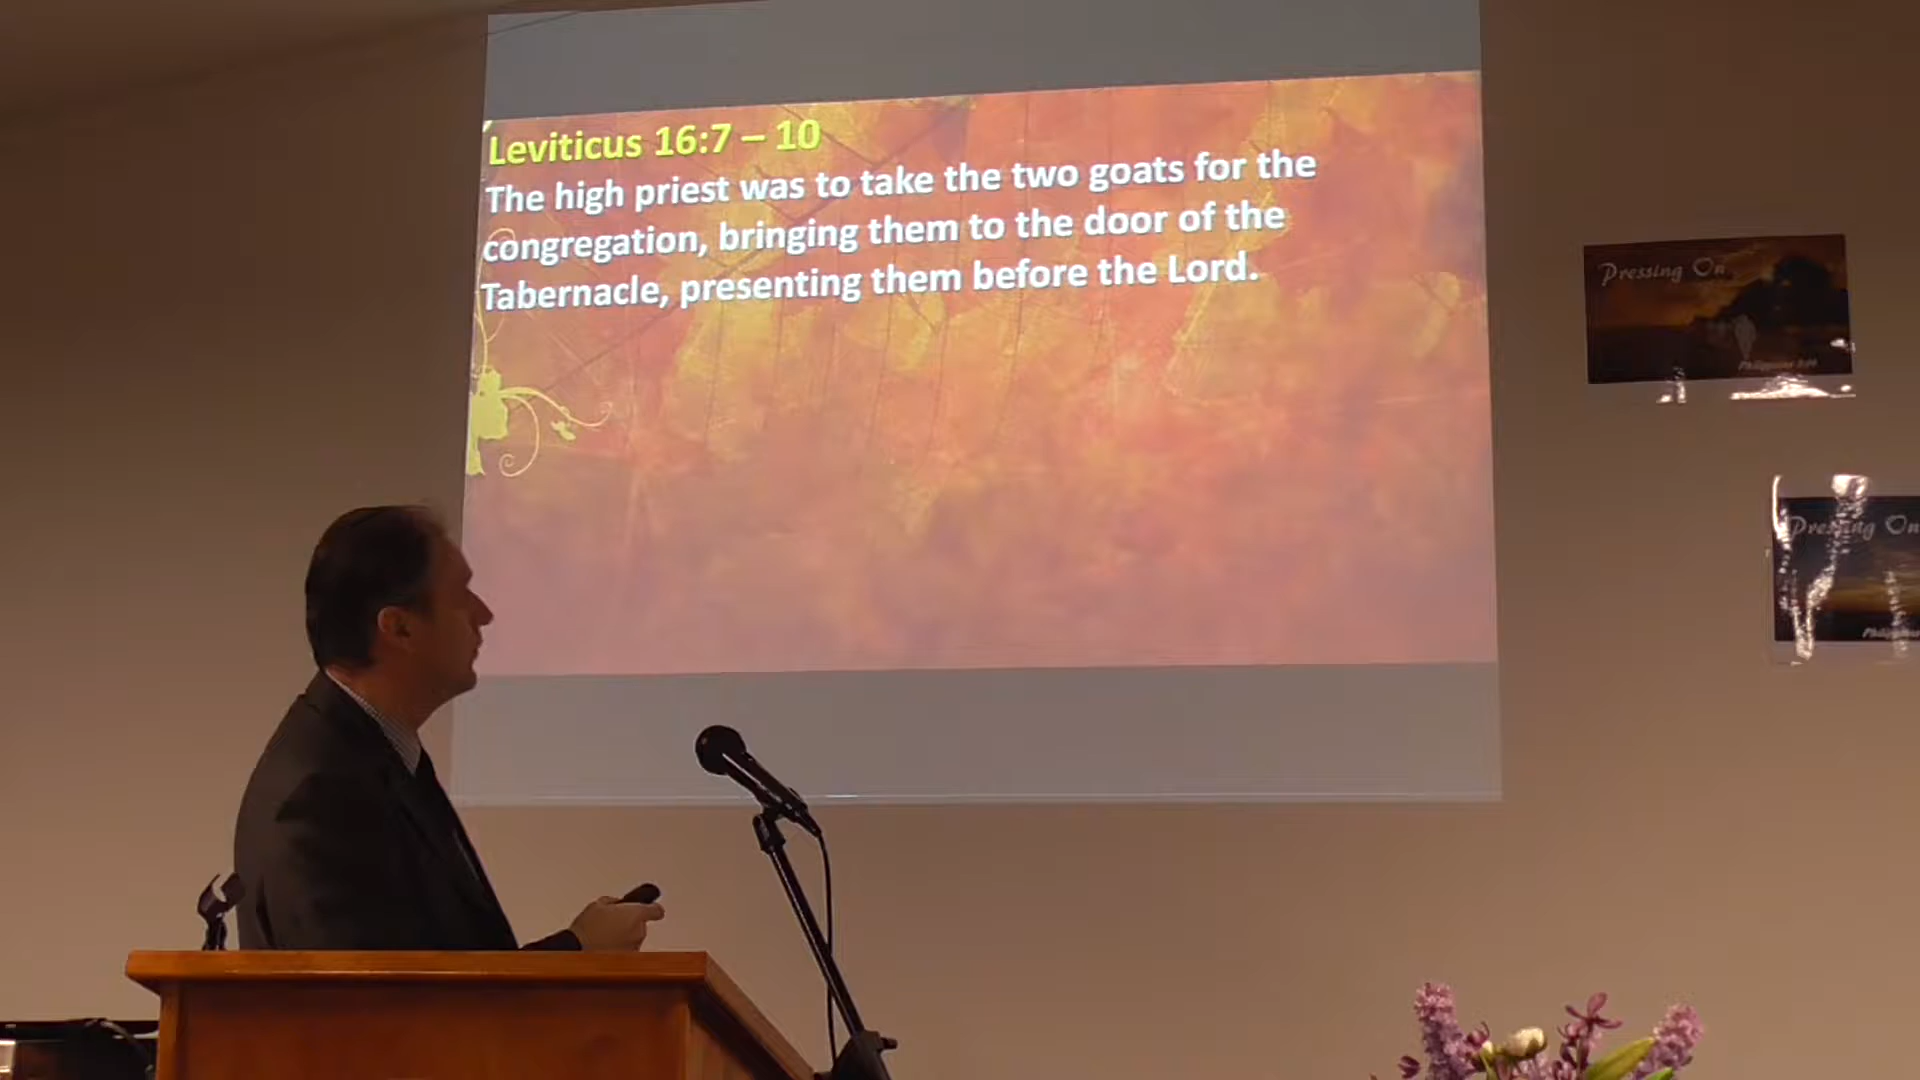 Leviticus 16:7 – 10
The high priest was to take the two goats for the
congregation, bringing them to the door of the
Tabernacle, presenting them before the Lord.
Pressing On
Pressing On